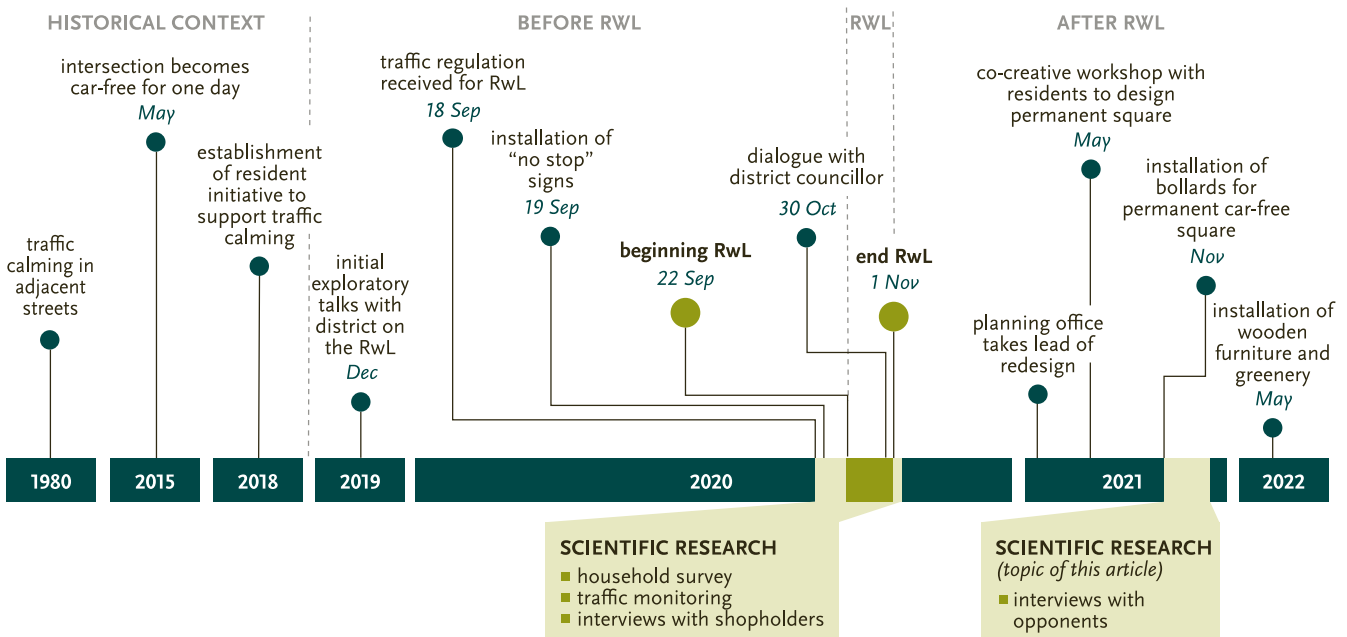 HISTORICAL CONTEXT
BEFORE RWL
RWL
AFTER RWL
traffic
calming in
adjacent
streets
intersection becomes
car-free for one day
May
establishment
of resident
initiative to
support traffic
calming
initial
exploratory
talks with
district on
the RwL
Dec
traffic regulation
received for RwL
18 Sep
installation of
“no stop”
signs
19 Sep
beginning RwL
22 Sep
dialogue with
district councillor
30 Oct
end RwL
1 Nov
planning office
takes lead of
redesign
co-creative workshop with
residents to design
permanent square
May
installation of
bollards for
permanent car-free
square
Nov
installation of
wooden
furniture and
greenery
May
1980
2015
2018
2019
2020
2021
2022
SCIENTIFIC RESEARCH
household survey
traffic monitoring
interviews with shopholders
SCIENTIFIC RESEARCH
(topic of this article)
interviews with
opponents